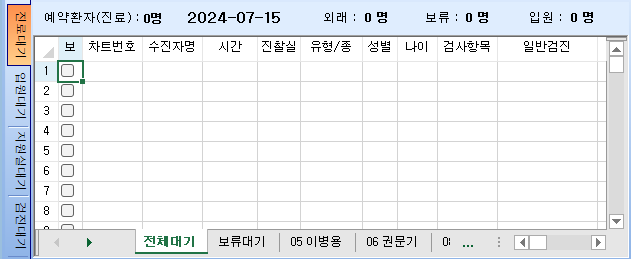 예약환자(진료) : 0명 2024-07-15 외래 : 0 명 보류 : 0 명 입원 : 0 명
진료대기
입원대기
지원실대기
검진대기
보 차트번호 수진자명 시간 진찰실 유형/종 성별 나이 검사항목 일반검진
1
2
3
4
5
6
7
8
전체대기 보류대기 05 이병용 06 권문기 ...